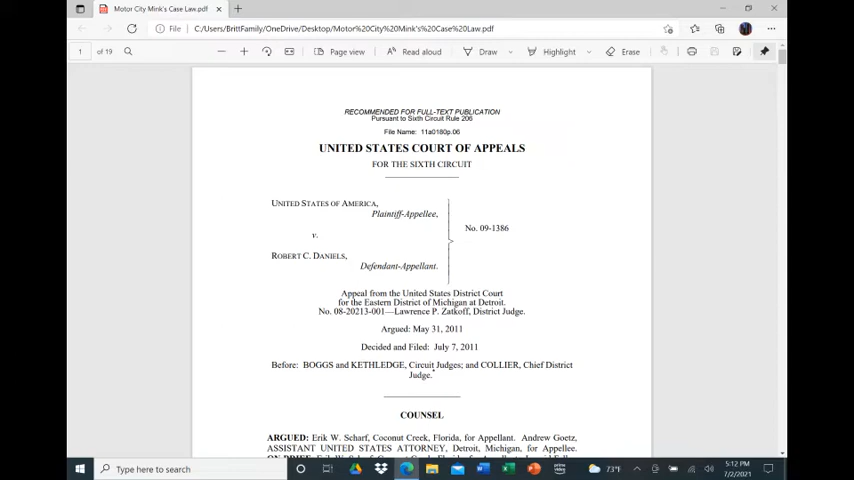 Motor City Mink's Case Law.pdf
File
C:/Users/BrittFamily/OneDrive/Desktop/Motor%20City%20Mink's%20Case%20Law.pdf
1 of 19
Page view
Read aloud
Draw
Highlight
Erase
RECOMMENDED FOR FULL-TEXT PUBLICATION
Pursuant to Sixth Circuit Rule 206
File Name: 11a0180p.06
UNITED STATES COURT OF APPEALS
FOR THE SIXTH CIRCUIT
UNITED STATES OF AMERICA,
Plaintiff-Appellee,
v.
No. 09-1386
ROBERT C. DANIELS,
Defendant-Appellant.
Appeal from the United States District Court
for the Eastern District of Michigan at Detroit.
No. 08-20213-001—Lawrence P. Zatkoff, District Judge.
Argued: May 31, 2011
Decided and Filed: July 7, 2011
Before: BOGGS and KETHLEDGE, Circuit Judges; and COLLIER, Chief District
Judge.*
COUNSEL
ARGUED: Erik W. Scharf, Coconut Creek, Florida, for Appellant. Andrew Goetz,
ASSISTANT UNITED STATES ATTORNEY, Detroit, Michigan, for Appellee.
Type here to search
prime video
73°F
5:12 PM
7/2/2021